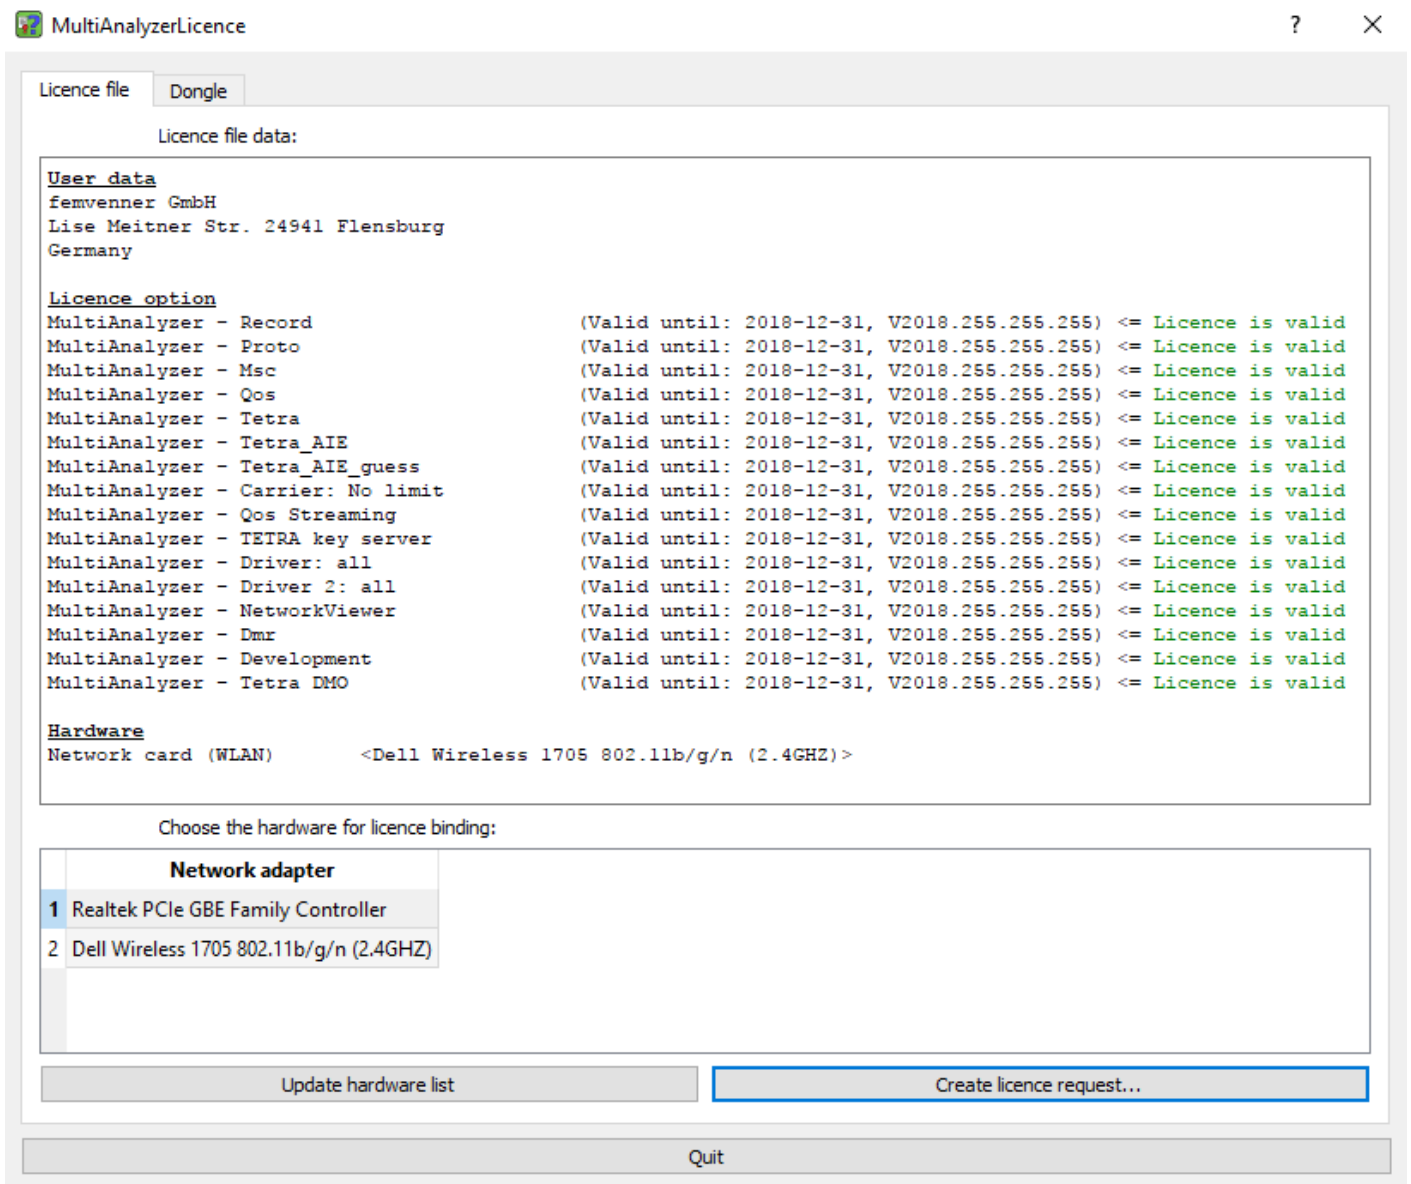 MultiAnalyzerLicence
Licence file Dongle
Licence file data:
User data
femvenner GmbH
Lise Meitner Str. 24941 Flensburg
Germany
Licence option
MultiAnalyzer - Record (Valid until: 2018-12-31, V2018.255.255.255) <= Licence is valid
MultiAnalyzer - Proto (Valid until: 2018-12-31, V2018.255.255.255) <= Licence is valid
MultiAnalyzer - Msc (Valid until: 2018-12-31, V2018.255.255.255) <= Licence is valid
MultiAnalyzer - Qos (Valid until: 2018-12-31, V2018.255.255.255) <= Licence is valid
MultiAnalyzer - Tetra (Valid until: 2018-12-31, V2018.255.255.255) <= Licence is valid
MultiAnalyzer - Tetra_AIE (Valid until: 2018-12-31, V2018.255.255.255) <= Licence is valid
MultiAnalyzer - Tetra_AIE_guess (Valid until: 2018-12-31, V2018.255.255.255) <= Licence is valid
MultiAnalyzer - Carrier: No limit (Valid until: 2018-12-31, V2018.255.255.255) <= Licence is valid
MultiAnalyzer - Qos Streaming (Valid until: 2018-12-31, V2018.255.255.255) <= Licence is valid
MultiAnalyzer - TETRA key server (Valid until: 2018-12-31, V2018.255.255.255) <= Licence is valid
MultiAnalyzer - Driver: all (Valid until: 2018-12-31, V2018.255.255.255) <= Licence is valid
MultiAnalyzer - Driver 2: all (Valid until: 2018-12-31, V2018.255.255.255) <= Licence is valid
MultiAnalyzer - NetworkViewer (Valid until: 2018-12-31, V2018.255.255.255) <= Licence is valid
MultiAnalyzer - Dmr (Valid until: 2018-12-31, V2018.255.255.255) <= Licence is valid
MultiAnalyzer - Development (Valid until: 2018-12-31, V2018.255.255.255) <= Licence is valid
MultiAnalyzer - Tetra DMO (Valid until: 2018-12-31, V2018.255.255.255) <= Licence is valid
Hardware
Network card (WLAN) <Dell Wireless 1705 802.11b/g/n (2.4GHZ)>
Choose the hardware for licence binding:
Network adapter
1 Realtek PCIe GBE Family Controller
2 Dell Wireless 1705 802.11b/g/n (2.4GHZ)
Update hardware list Create licence request...
Quit